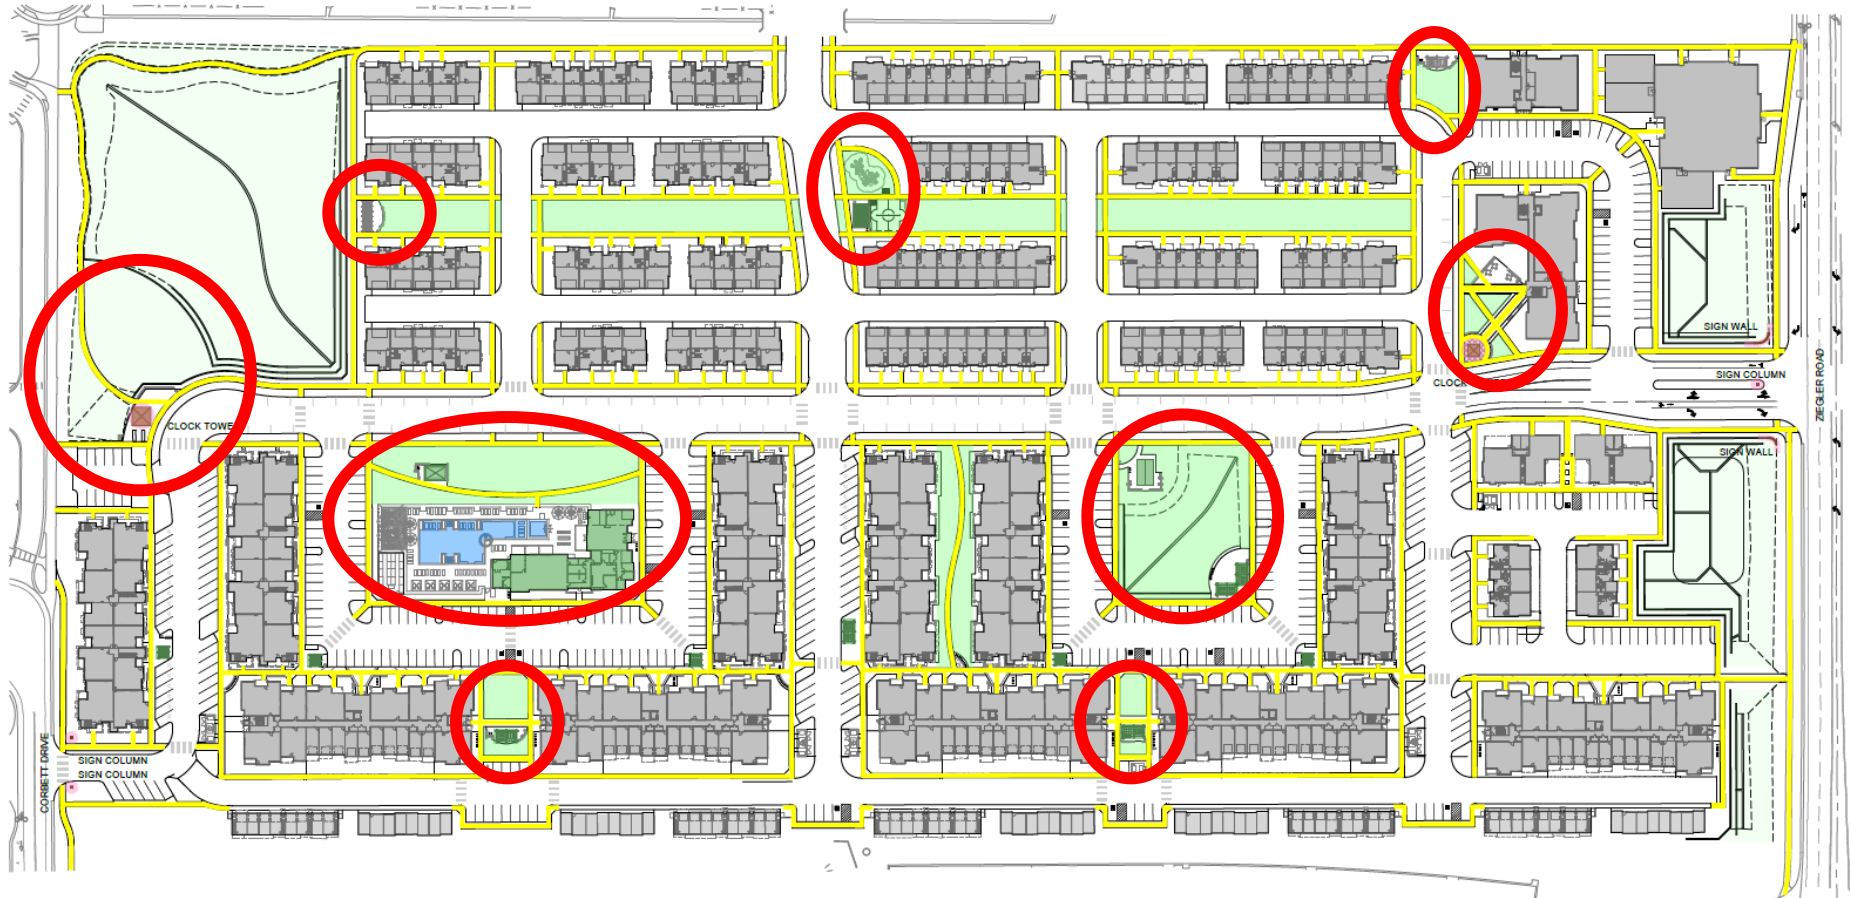 SIGN WALL
ZIEGLER ROAD
SIGN COLUMN
CLOCK
CLOCK TOWE
SIGN WALL
CORBETT DRIVE
SIGN COLUMN
SIGN COLUMN